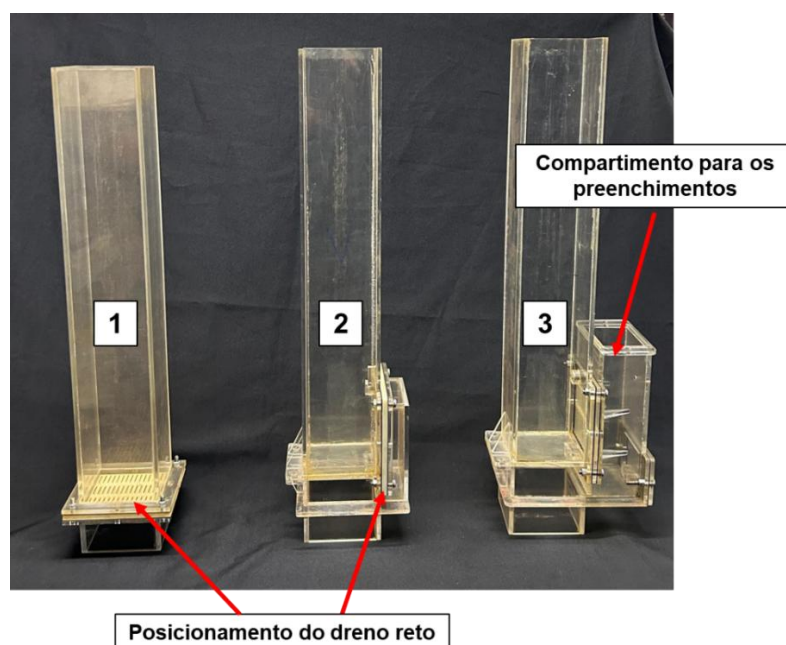 Compartimento para os
preenchimentos
1
2
3
Posicionamento do dreno reto